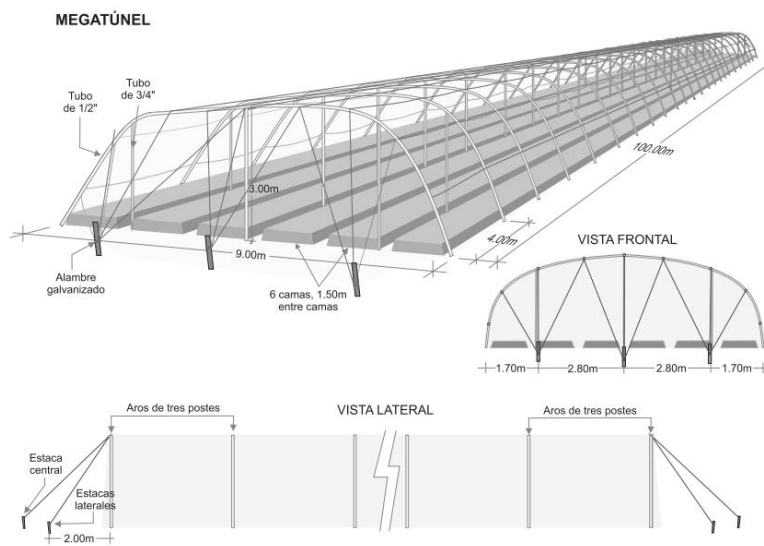 MEGATÚNEL
Tubo
de 3/4"
Tubo
de 1/2"
3.00m
100.00m
4.00m
9.00m
Alambre
galvanizado
6 camas, 1.50m
entre camas
VISTA FRONTAL
1.70m
2.80m
2.80m
1.70m
VISTA LATERAL
Aros de tres postes
Aros de tres postes
Estaca
central
Estacas
laterales
2.00m